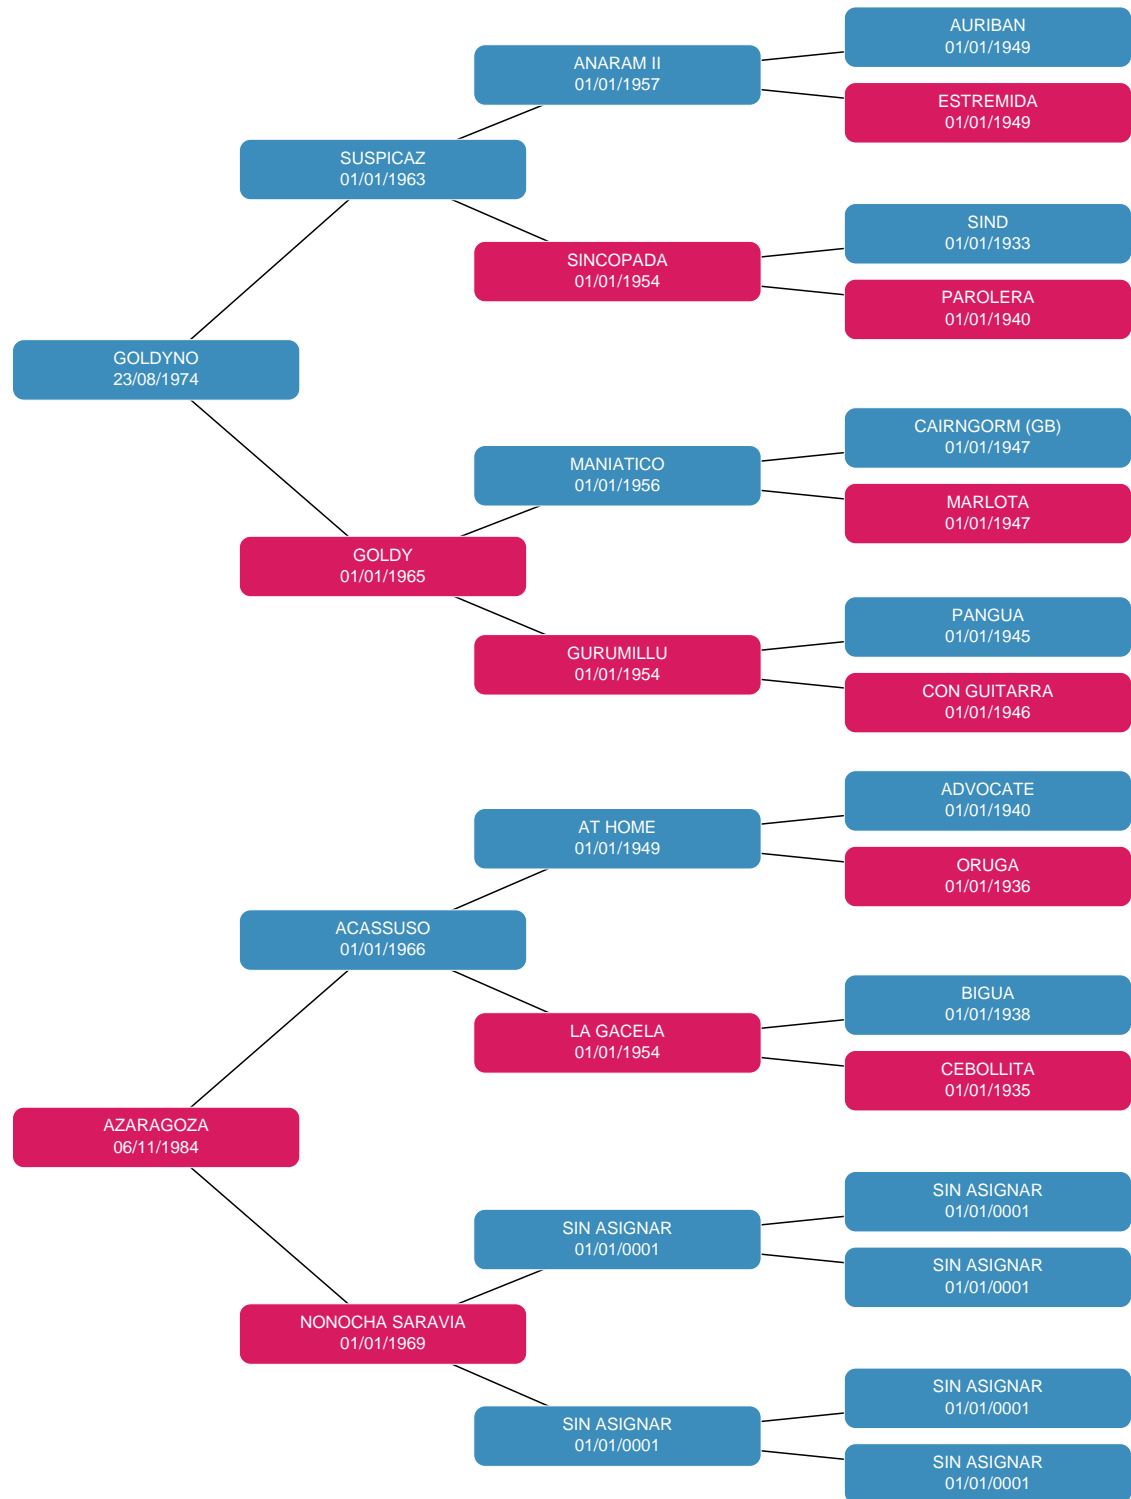 AURIBAN
01/01/1949
ANARAM II
01/01/1957
ESTREMIDA
01/01/1949
SUSPICAZ
01/01/1963
SIND
01/01/1933
SINCOPADA
01/01/1954
PAROLERA
01/01/1940
GOLDYNO
23/08/1974
CAIRNGORM (GB)
01/01/1947
MANIATICO
01/01/1956
MARLOTA
01/01/1947
GOLDY
01/01/1965
PANGUA
01/01/1945
GURUMILLU
01/01/1954
CON GUITARRA
01/01/1946
ADVOCATE
01/01/1940
AT HOME
01/01/1949
ORUGA
01/01/1936
ACASSUSO
01/01/1966
BIGUA
01/01/1938
LA GACELA
01/01/1954
CEBOLLITA
01/01/1935
AZARAGOZA
06/11/1984
SIN ASIGNAR
01/01/0001
SIN ASIGNAR
01/01/0001
SIN ASIGNAR
01/01/0001
NONOCHA SARAVIA
01/01/1969
SIN ASIGNAR
01/01/0001
SIN ASIGNAR
01/01/0001
SIN ASIGNAR
01/01/0001